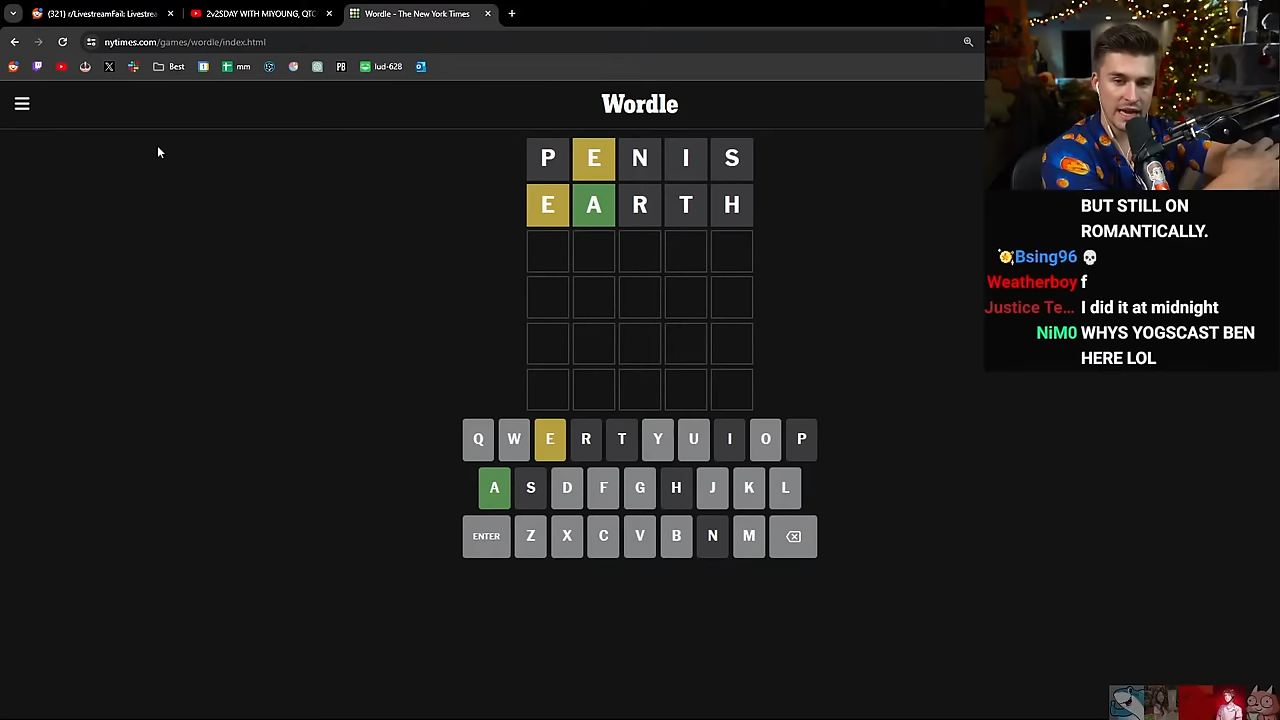 (321) r/LivestreamFail: Livestrea
2v2SDAY WITH MIYOUNG, QTC
Wordle - The New York Times
nytimes.com/games/wordle/index.html
Best
mm
PB
lud-628
Wordle
P E N I S
E A R T H
Q W E R T Y U I O P
A S D F G H J K L
ENTER Z X C V B N M
BUT STILL ON
ROMANTICALLY.
Bsing96
Weatherboy f
Justice Te... I did it at midnight
NiM0 WHYS YOGSCAST BEN
HERE LOL